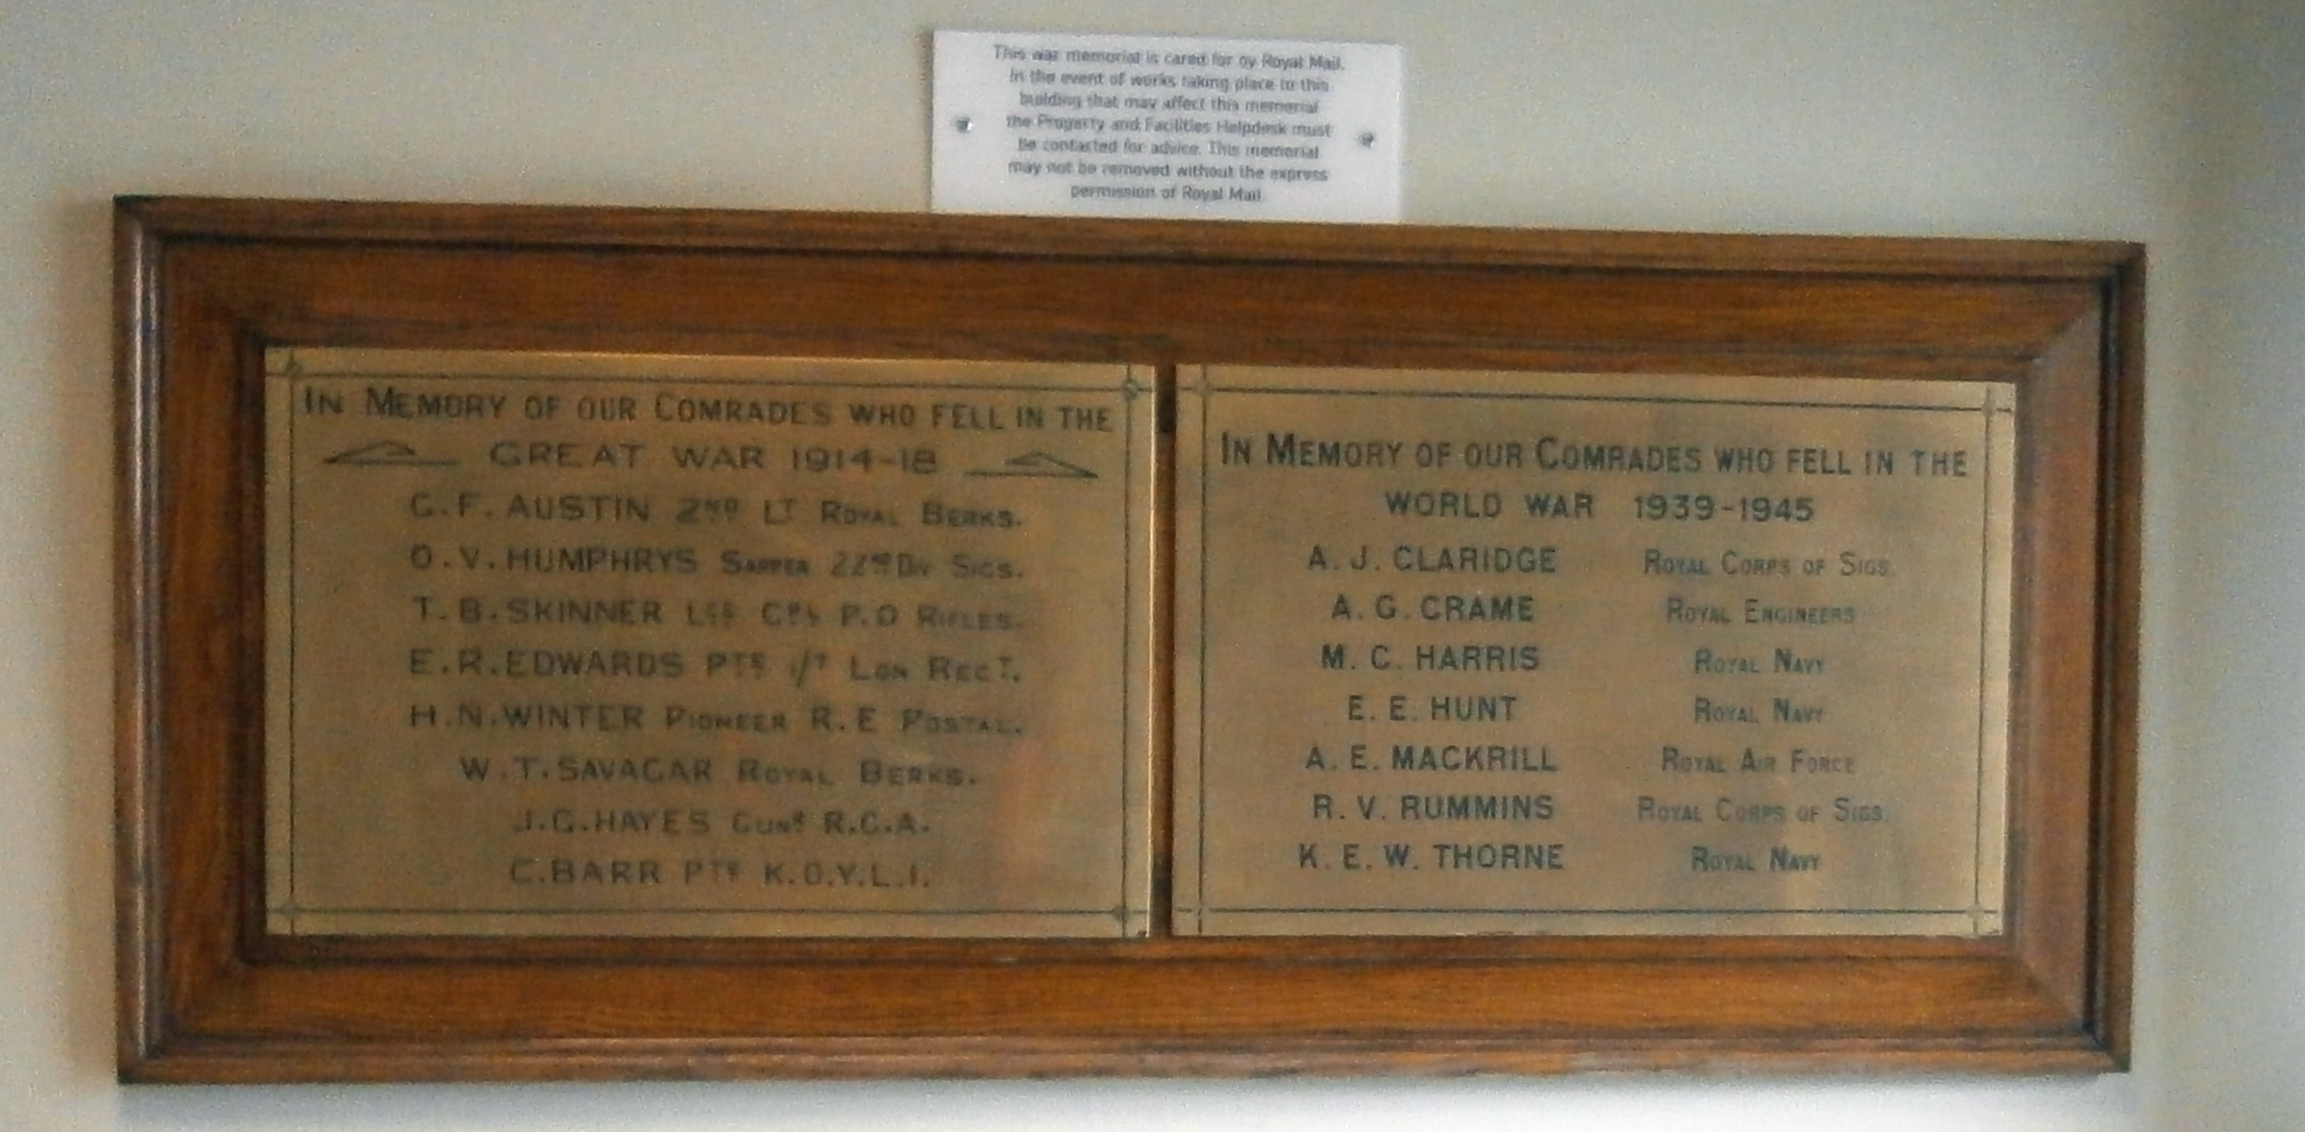 This war memorial is cared for by Royal Mail.
In the event of works taking place to this
building that may affect this memorial
the Property and Facilities Helpdesk must
be contacted for advice. This memorial
may not be removed without the express
permission of Royal Mail
IN MEMORY OF OUR COMRADES WHO FELL IN THE
GREAT WAR 1914-18
G.F. AUSTIN 2ND LT ROYAL BERKS.
O.V. HUMPHRYS SAPPER 22ND DIV SIGS.
T.B. SKINNER LCE CPL P.O RIFLES.
E.R. EDWARDS PTE 1/7 LON REGT.
H.N. WINTER PIONEER R.E POSTAL.
W.T. SAVAGAR ROYAL BERKS.
J.G. HAYES GUNR R.G.A.
C. BARR PTE K.O.Y.L.I.
IN MEMORY OF OUR COMRADES WHO FELL IN THE
WORLD WAR 1939-1945
A. J. CLARIDGE ROYAL CORPS OF SIGS.
A. G. CRAME ROYAL ENGINEERS
M. C. HARRIS ROYAL NAVY
E. E. HUNT ROYAL NAVY
A. E. MACKRILL ROYAL AIR FORCE
R. V. RUMMINS ROYAL CORPS OF SIGS.
K. E. W. THORNE ROYAL NAVY